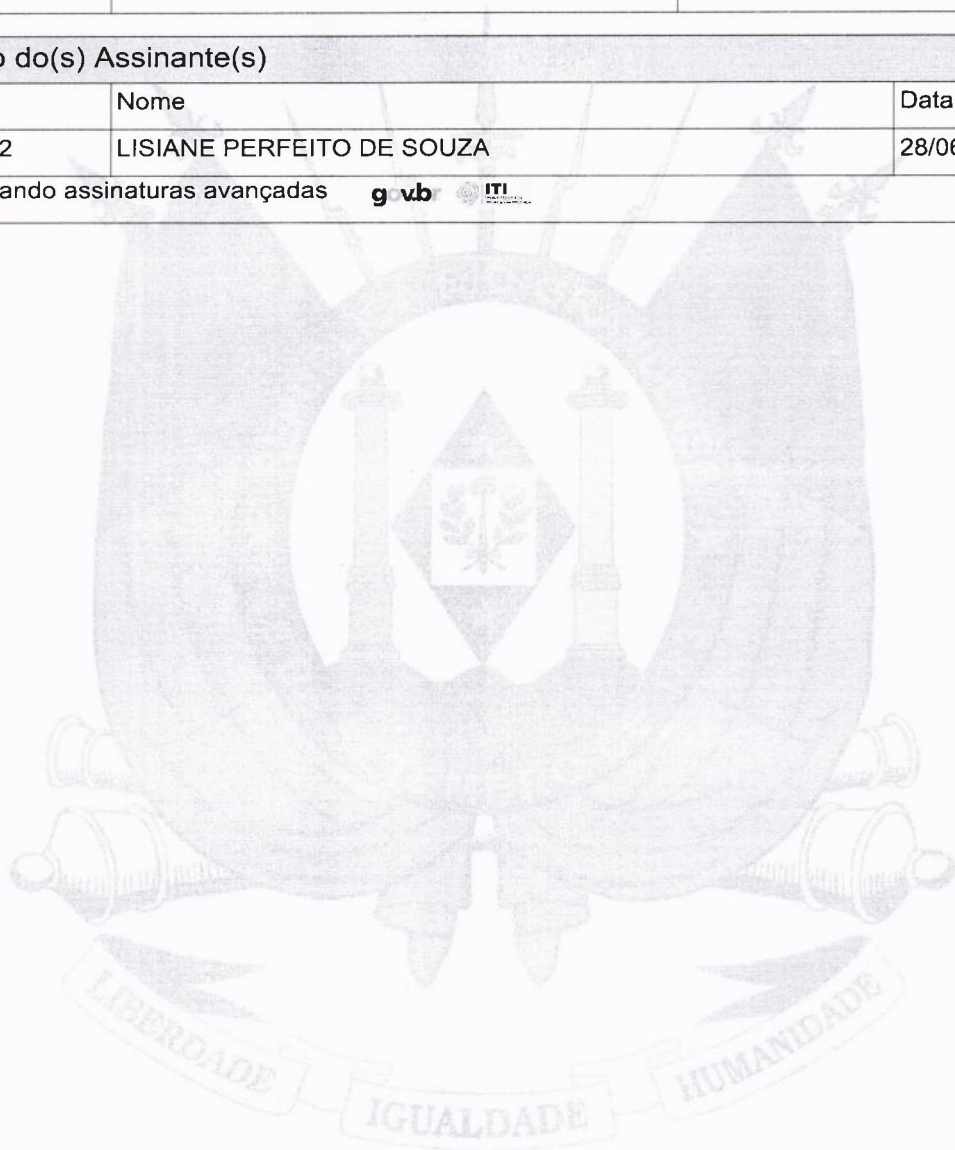 o do(s) Assinante(s)
Nome Data
2 LISIANE PERFEITO DE SOUZA 28/06
ando assinaturas avançadas gov.br ITI
LIBERDADE
IGUALDADE
HUMANIDADE